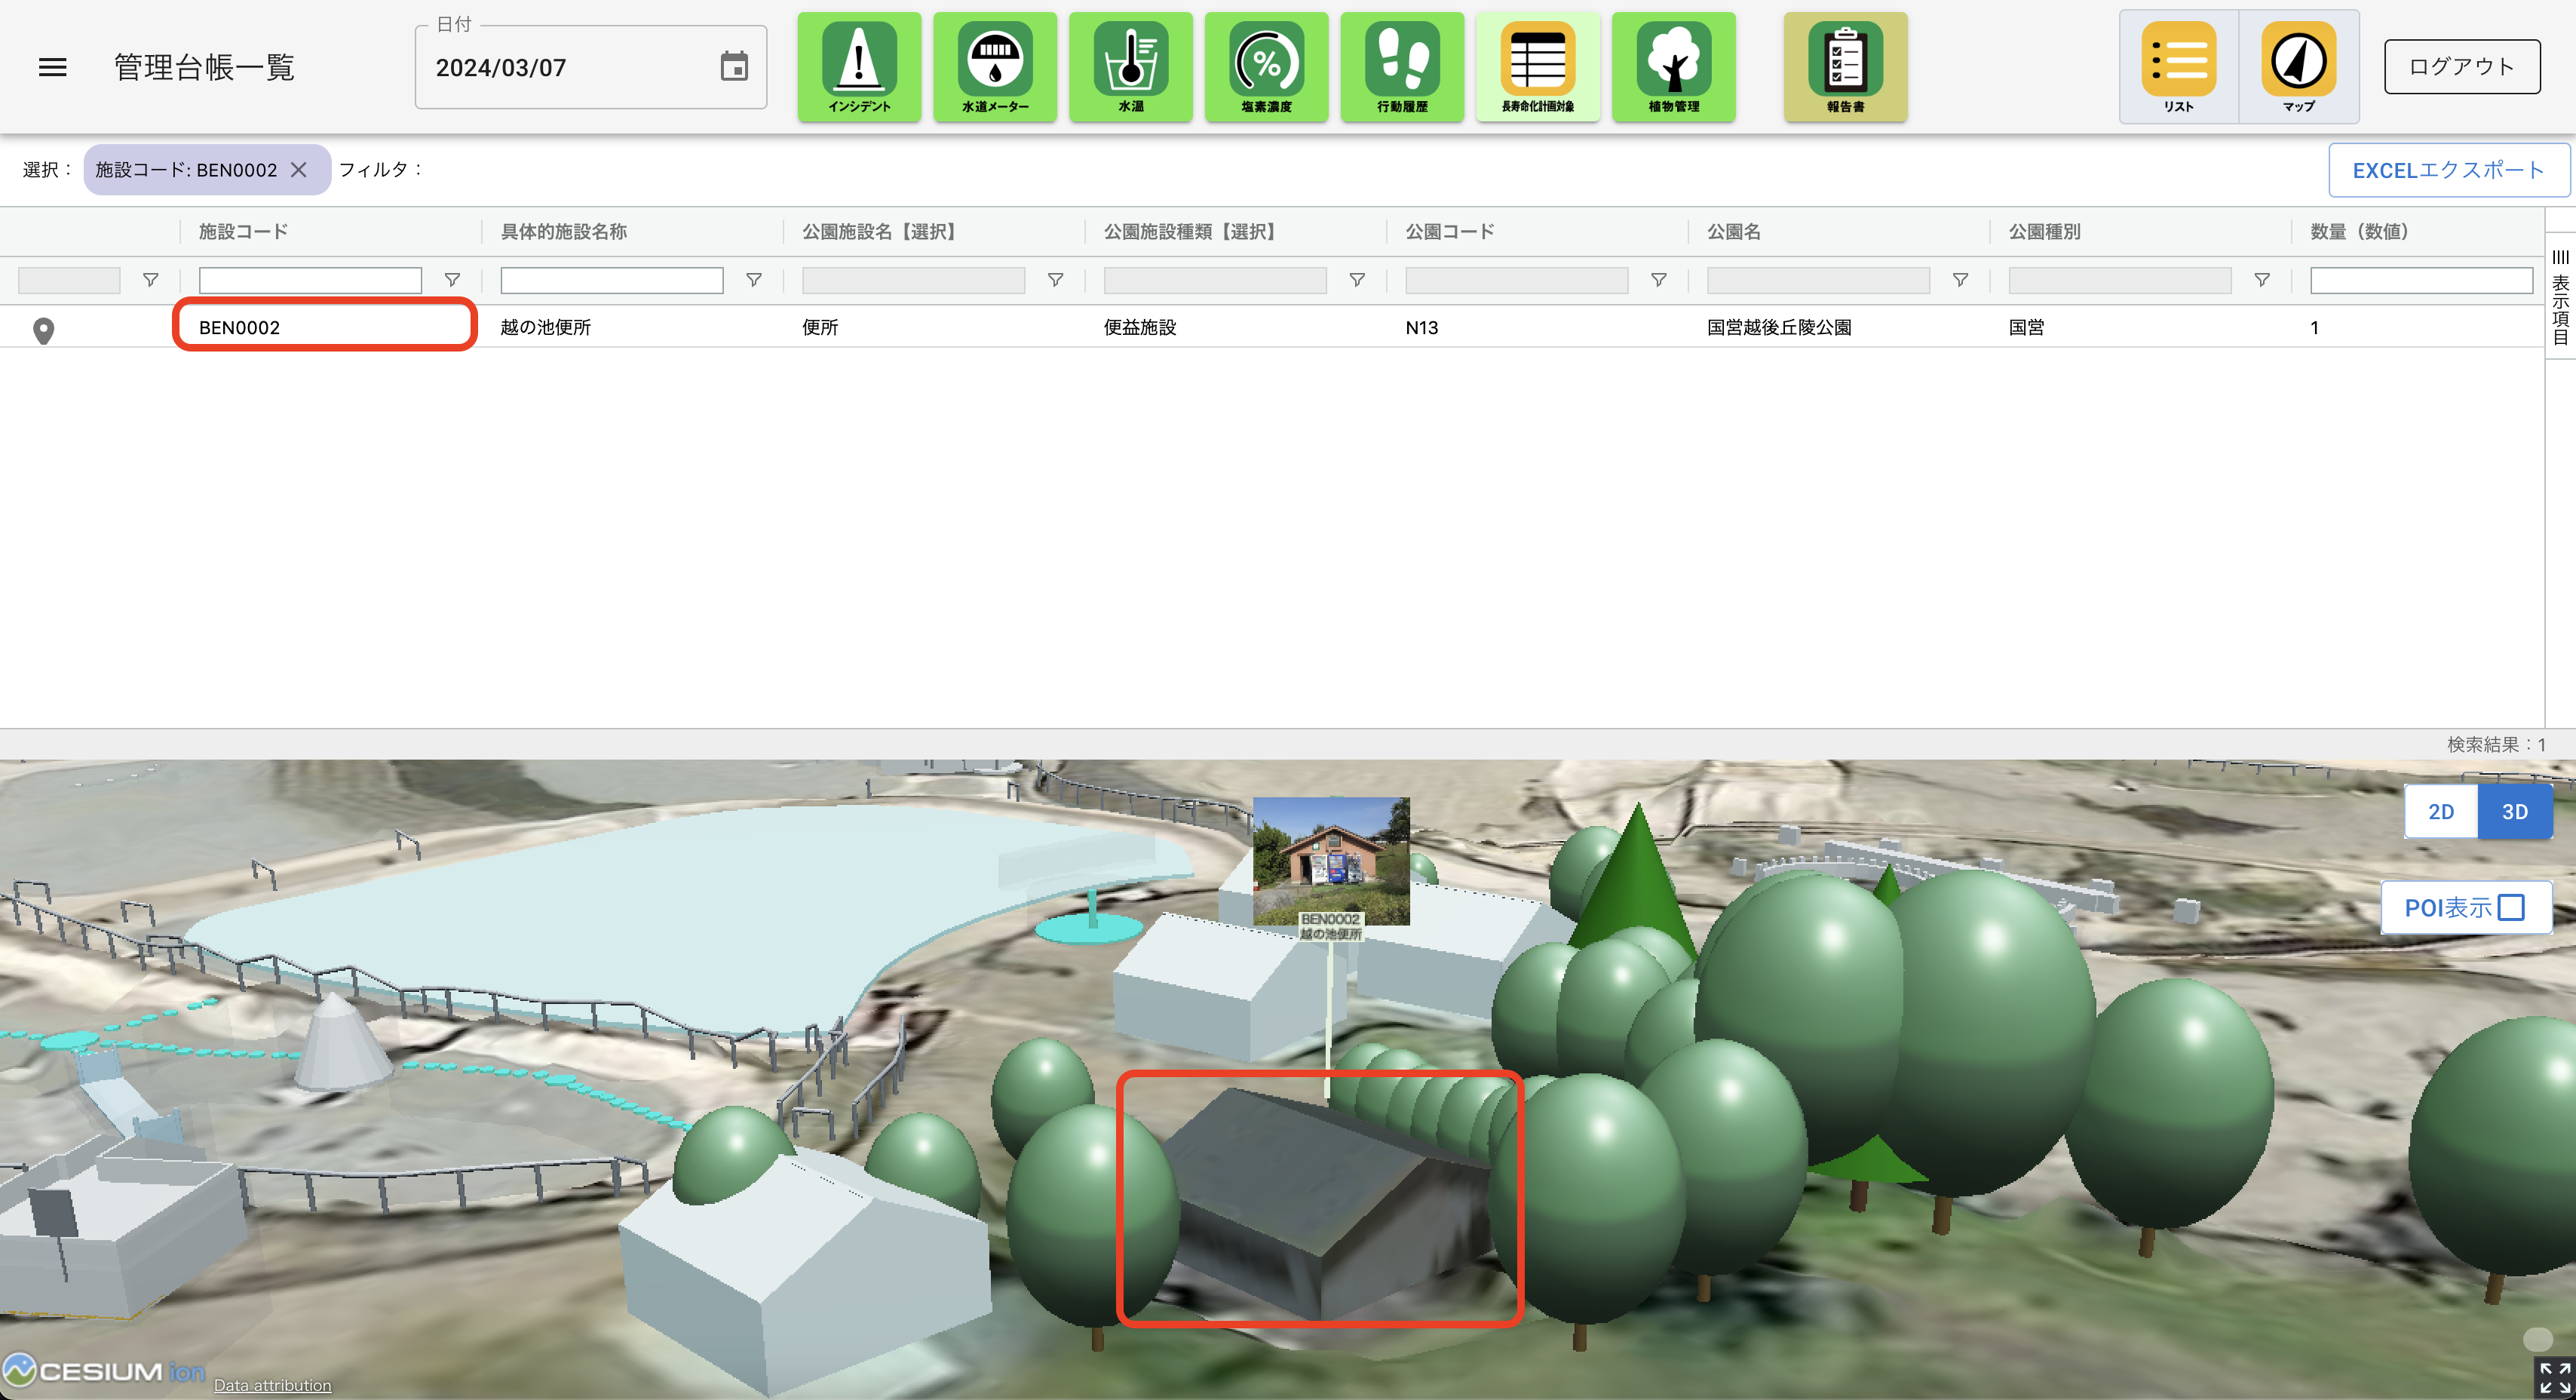 管理台帳一覧
日付
2024/03/07
インシデント
水道メーター
水温
%
塩素濃度
行動履歴
長寿命化計画対象
植物管理
報告書
リスト
マップ
ログアウト
選択：
施設コード: BEN0002
フィルタ：
EXCELエクスポート
施設コード
具体的施設名称
公園施設名【選択】
公園施設種類【選択】
公園コード
公園名
公園種別
数量（数値）
表示項目
BEN0002
越の池便所
便所
便益施設
N13
国営越後丘陵公園
国営
1
検索結果：1
2D
3D
POI表示
BEN0002
越の池便所
CESIUM ion
Data attribution